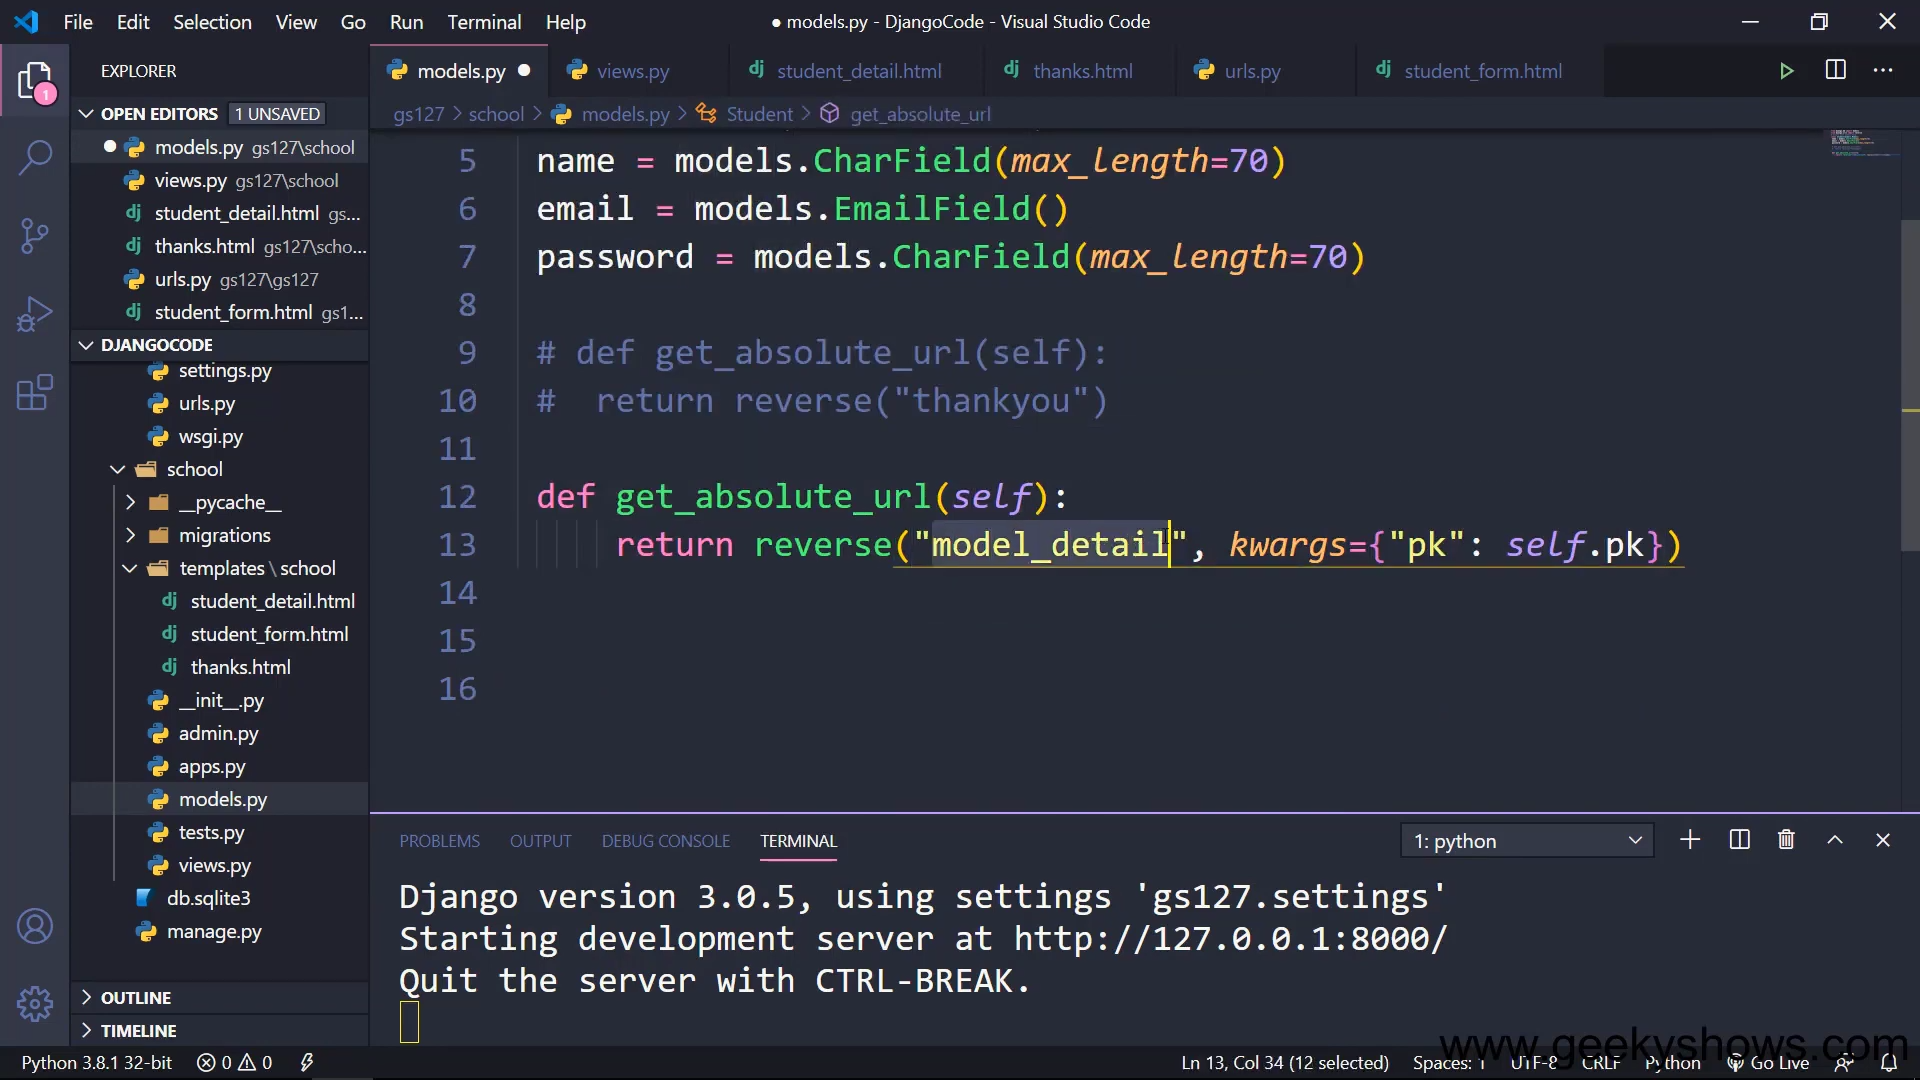 File Edit Selection View Go Run Terminal Help
● models.py - DjangoCode - Visual Studio Code
EXPLORER
OPEN EDITORS 1 UNSAVED
models.py gs127\school
views.py gs127\school
student_detail.html gs...
thanks.html gs127\scho...
urls.py gs127\gs127
student_form.html gs1...
DJANGOCODE
settings.py
urls.py
wsgi.py
school
__pycache__
migrations
templates\school
student_detail.html
student_form.html
thanks.html
__init__.py
admin.py
apps.py
models.py
tests.py
views.py
db.sqlite3
manage.py
OUTLINE
TIMELINE
1
models.py views.py student_detail.html thanks.html urls.py student_form.html
gs127 > school > models.py > Student > get_absolute_url
5 name = models.CharField(max_length=70)
6 email = models.EmailField()
7 password = models.CharField(max_length=70)
8
9 # def get_absolute_url(self):
10 #  return reverse("thankyou")
11
12 def get_absolute_url(self):
13 return reverse("model_detail", kwargs={"pk": self.pk})
14
15
16
PROBLEMS OUTPUT DEBUG CONSOLE TERMINAL
1: python
Django version 3.0.5, using settings 'gs127.settings'
Starting development server at http://127.0.0.1:8000/
Quit the server with CTRL-BREAK.
www.geekyshows.com
Python 3.8.1 32-bit 0 0 Ln 13, Col 34 (12 selected) Spaces: 1 UTF-8 CRLF Python Go Live